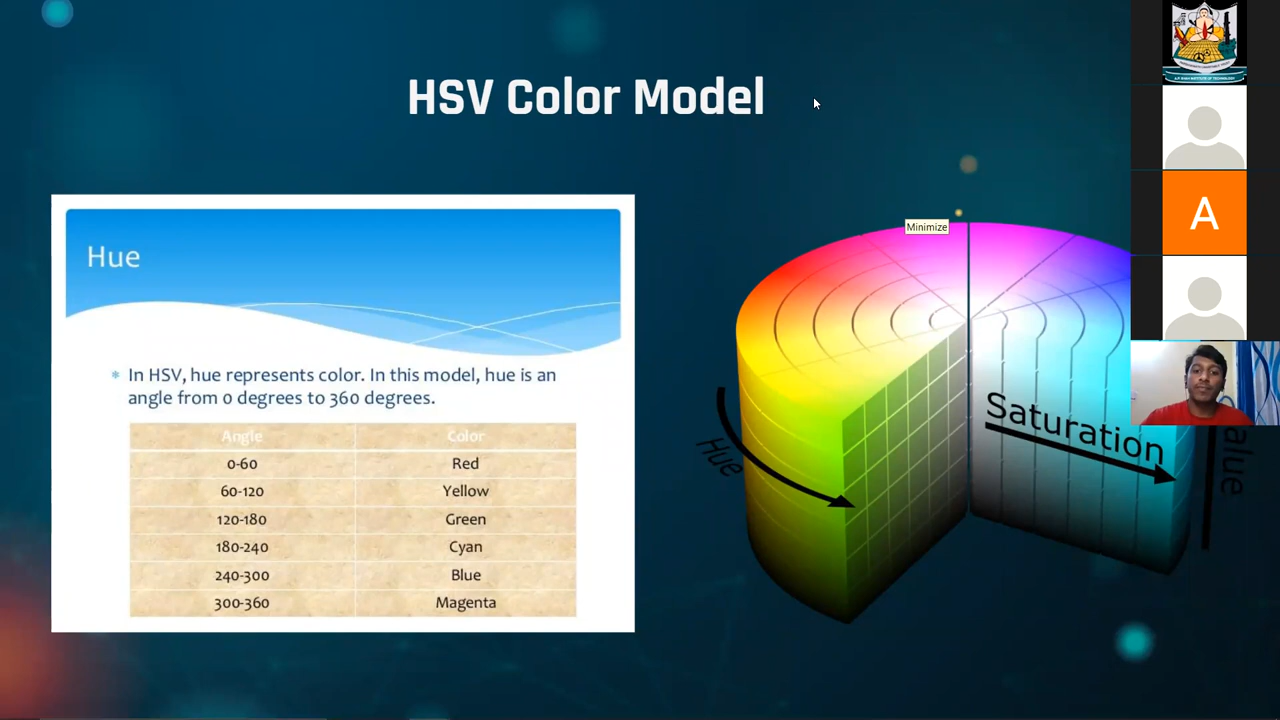 HSV Color Model
Hue
In HSV, hue represents color. In this model, hue is an
angle from 0 degrees to 360 degrees.
Angle Color
0-60 Red
60-120 Yellow
120-180 Green
180-240 Cyan
240-300 Blue
300-360 Magenta
Minimize
Hue
Saturation
alue
A